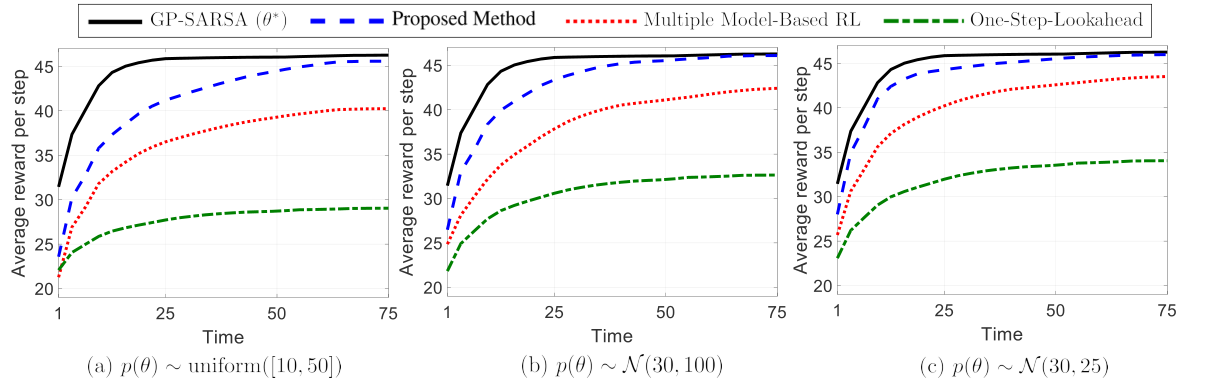 GP-SARSA (θ*) Proposed Method Multiple Model-Based RL One-Step-Lookahead
Average reward per step
45
40
35
30
25
20
1 25 50 75
Time
(a) p(θ) ∼ uniform([10, 50])
Average reward per step
45
40
35
30
25
20
1 25 50 75
Time
(b) p(θ) ∼ 𝒩(30, 100)
Average reward per step
45
40
35
30
25
20
1 25 50 75
Time
(c) p(θ) ∼ 𝒩(30, 25)